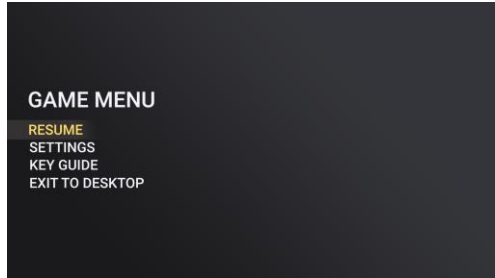 GAME MENU
RESUME
SETTINGS
KEY GUIDE
EXIT TO DESKTOP